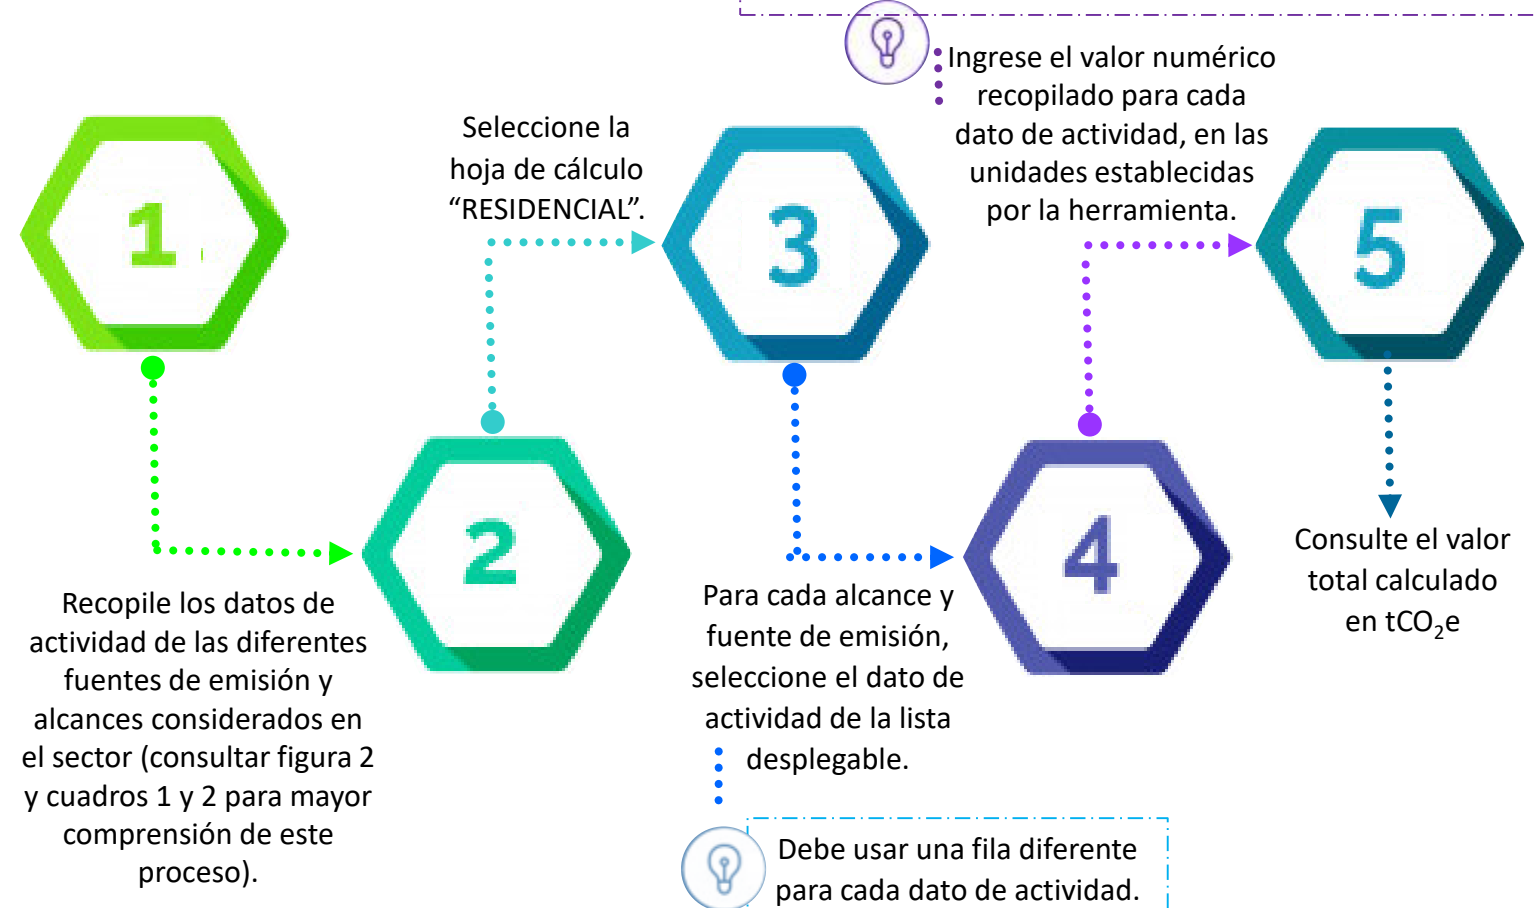 1
Recopile los datos de
actividad de las diferentes
fuentes de emisión y
alcances considerados en
el sector (consultar figura 2
y cuadros 1 y 2 para mayor
comprensión de este
proceso).
2
Seleccione la
hoja de cálculo
“RESIDENCIAL”.
3
Para cada alcance y
fuente de emisión,
seleccione el dato de
actividad de la lista
desplegable.
Debe usar una fila diferente
para cada dato de actividad.
4
Ingrese el valor numérico
recopilado para cada
dato de actividad, en las
unidades establecidas
por la herramienta.
5
Consulte el valor
total calculado
en tCO₂e